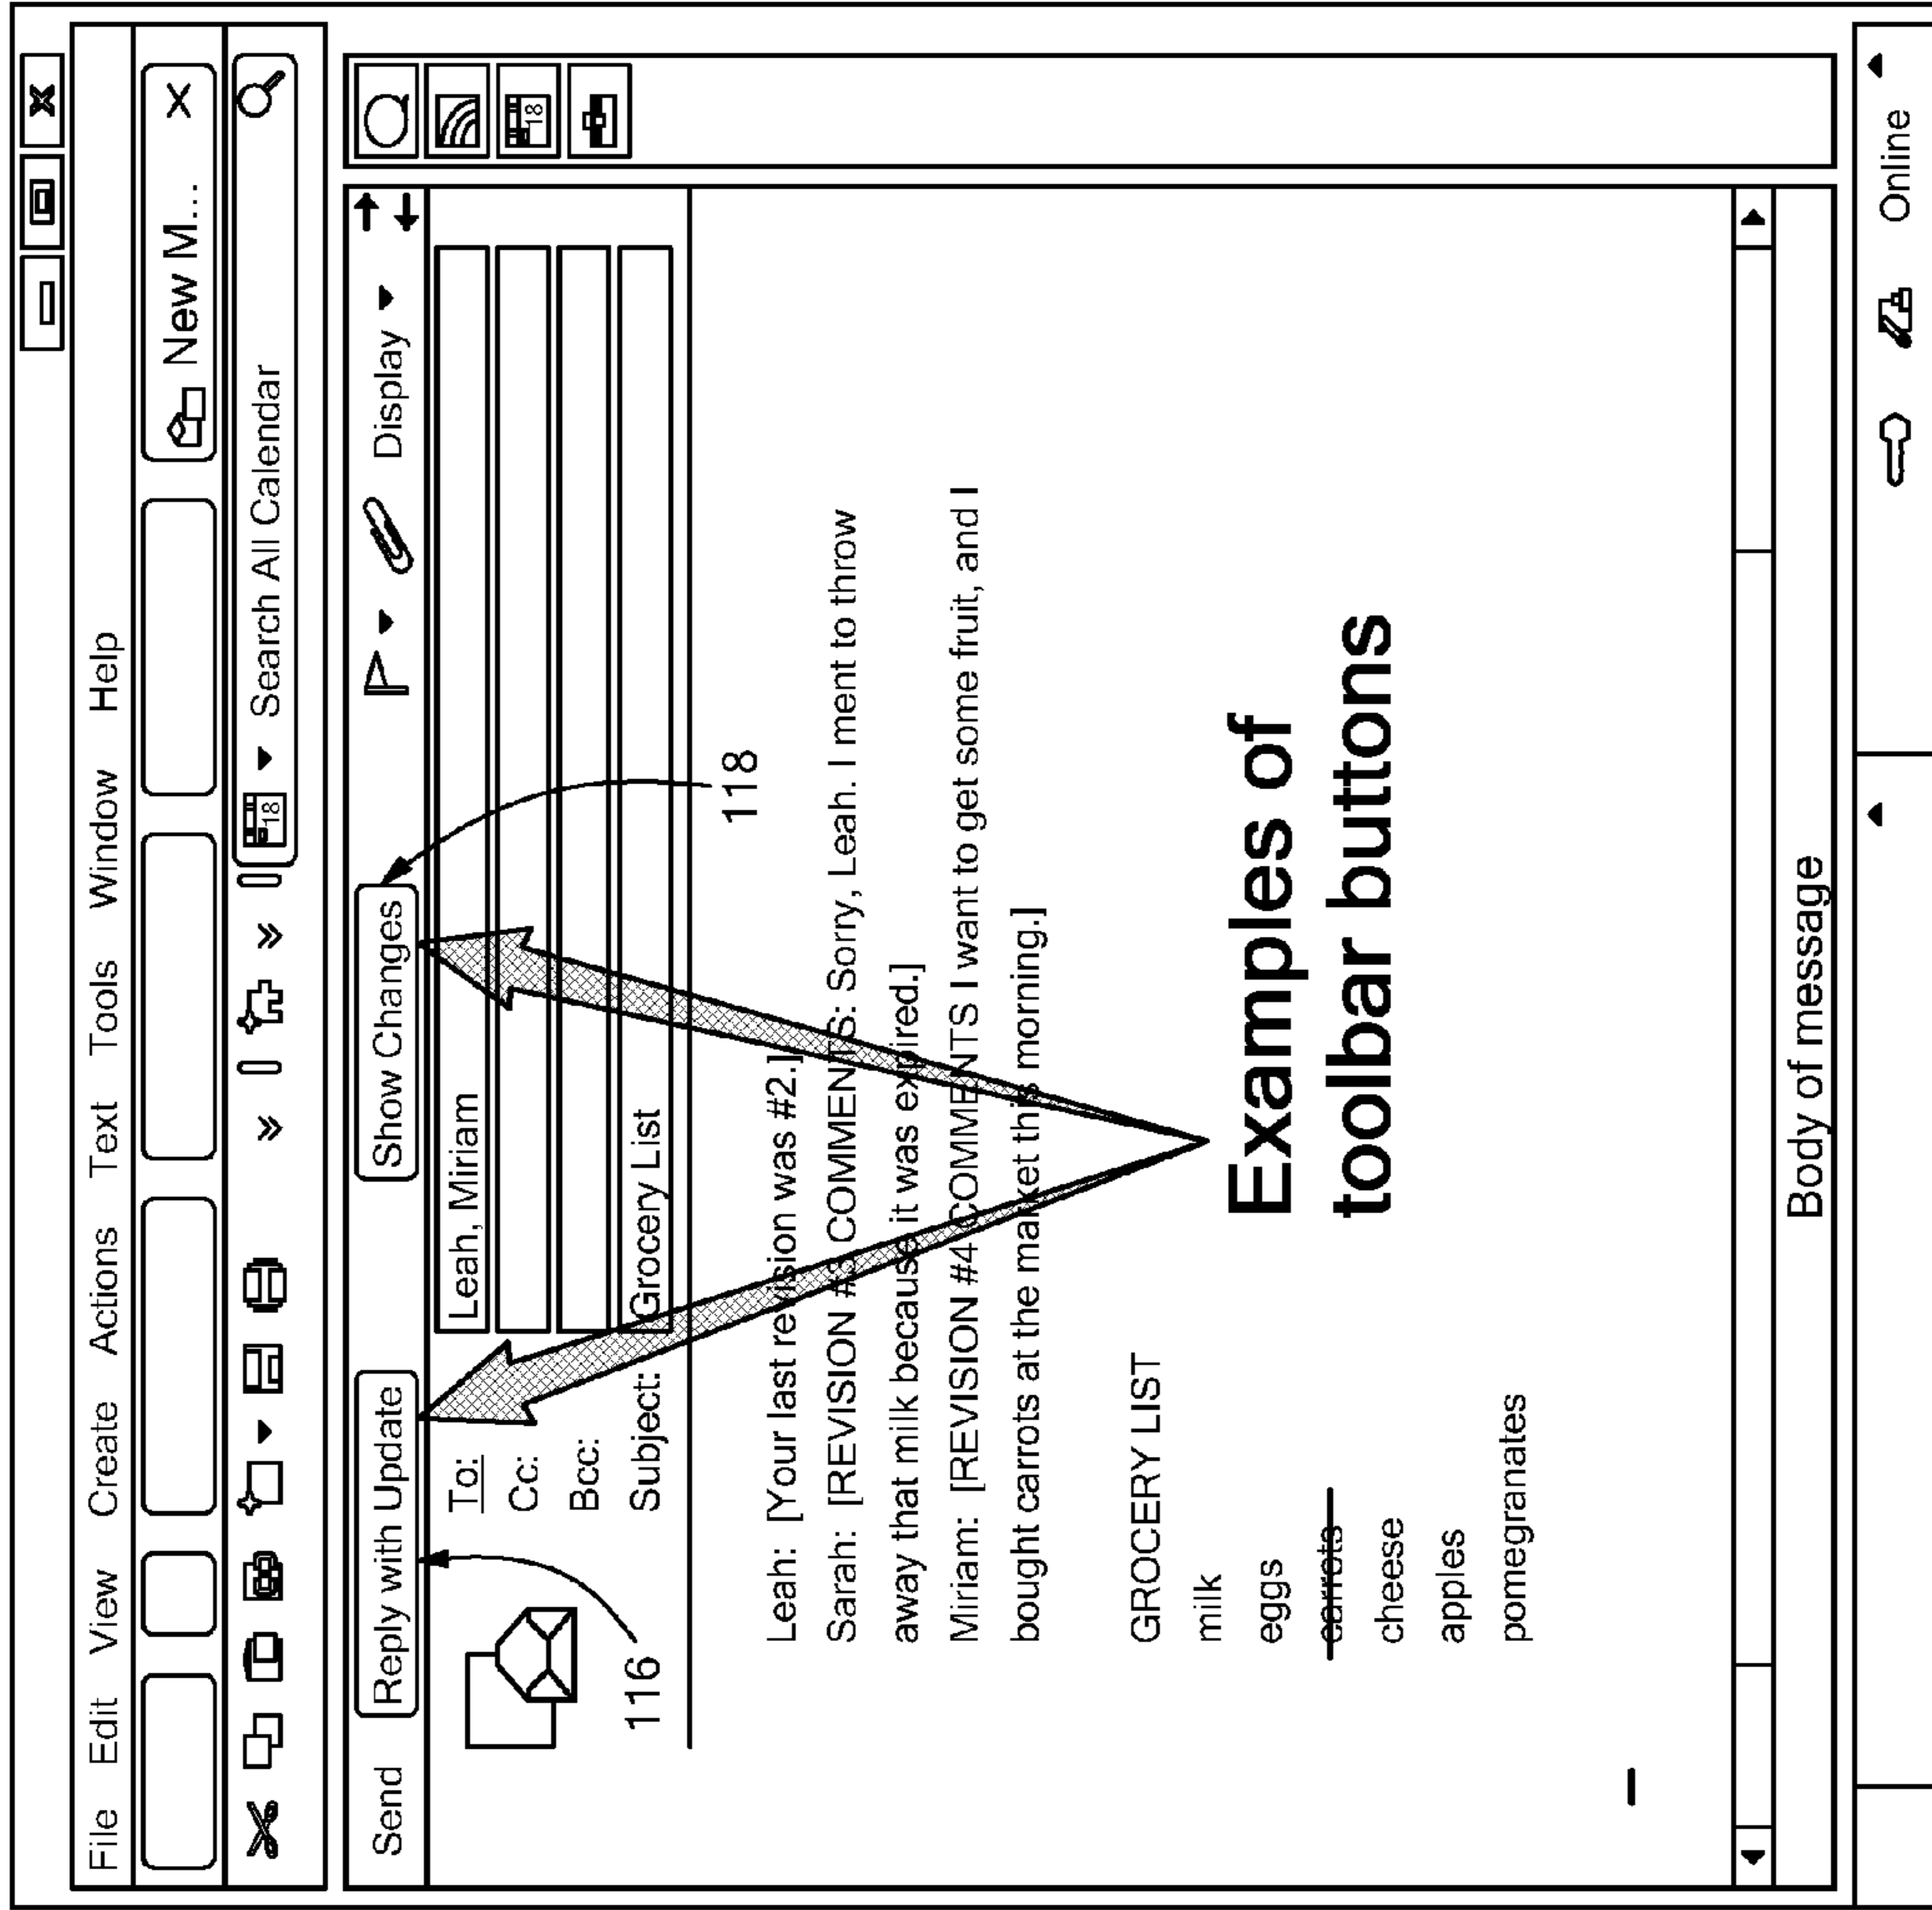 File Edit View Create Actions Text Tools Window Help
New M... X
18 Search All Calendar
Send Reply with Update Show Changes Display
18
To: Leah, Miriam
Cc:
Bcc:
Subject: Grocery List
116
118
Leah: [Your last revision was #2.]
Sarah: [REVISION #3 COMMENTS: Sorry, Leah. I ment to throw
away that milk because it was expired.]
Miriam: [REVISION #4 COMMENTS I want to get some fruit, and I
bought carrots at the market this morning.]
GROCERY LIST
milk
eggs
carrots
cheese
apples
pomegranates
Examples of
toolbar buttons
Body of message
Online